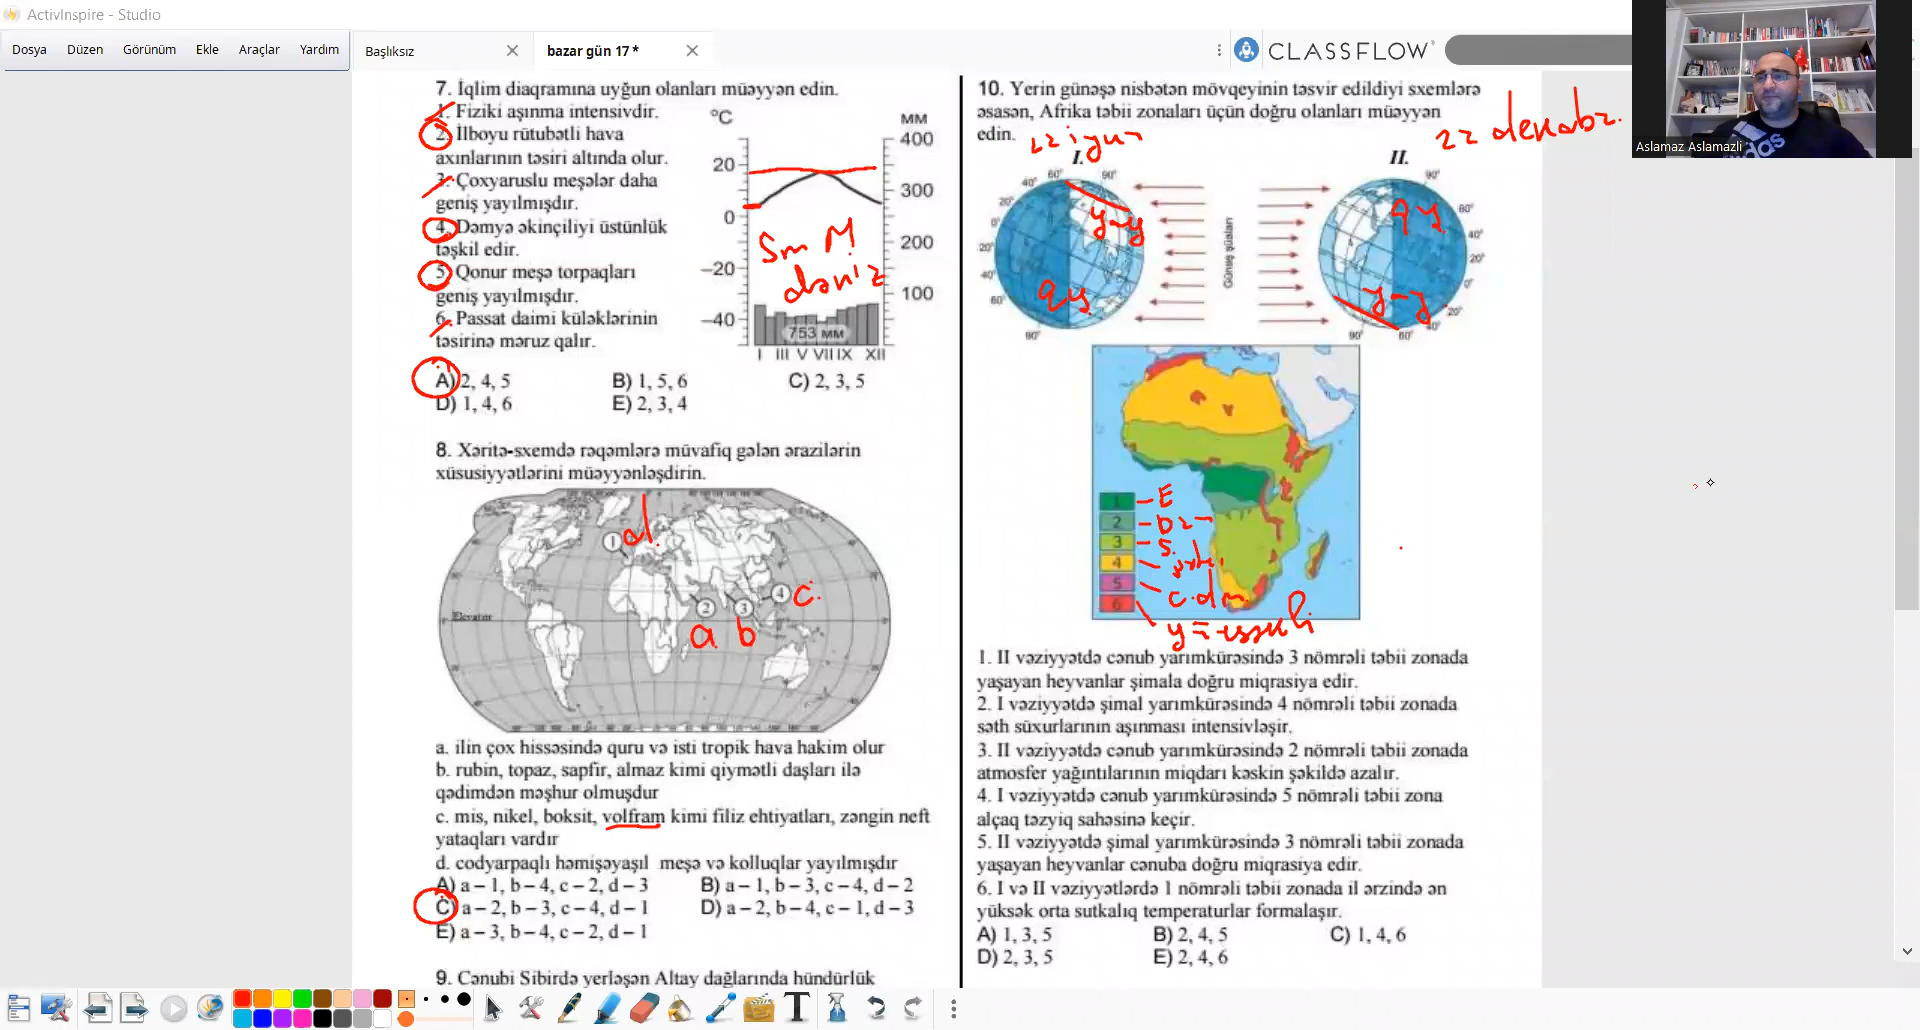 ActivInspire - Studio
Dosya Düzen Görünüm Ekle Araçlar Yardım
Başlıksız
bazar gün 17 *
CLASSFLOW
Aslamaz Aslamazli
7. İqlim diaqramına uyğun olanları müəyyən edin.
1. Fiziki aşınma intensivdir.
2. İlboyu rütubətli hava
axınlarının təsiri altında olur.
3. Çoxyaruslu meşələr daha
geniş yayılmışdır.
4. Dəmyə əkinçiliyi üstünlük
təşkil edir.
5. Qonur meşə torpaqları
geniş yayılmışdır.
6. Passat daimi küləklərinin
təsirinə məruz qalır.
°C
мм
400
20
300
0
200
−20
100
−40
Sm M
dəniz
753 мм
I III V VII IX XII
A) 2, 4, 5 B) 1, 5, 6 C) 2, 3, 5
D) 1, 4, 6 E) 2, 3, 4
8. Xəritə-sxemdə rəqəmlərə müvafiq gələn ərazilərin
xüsusiyyətlərini müəyyənləşdirin.
1 d
2 3 4 c
a b
Ekvator
a. ilin çox hissəsində quru və isti tropik hava hakim olur
b. rubin, topaz, sapfir, almaz kimi qiymətli daşları ilə
qədimdən məşhur olmuşdur
c. mis, nikel, boksit, volfram kimi filiz ehtiyatları, zəngin neft
yataqları vardır
d. codyarpaqlı həmişəyaşıl meşə və kolluqlar yayılmışdır
A) a – 1, b – 4, c – 2, d – 3 B) a – 1, b – 3, c – 4, d – 2
C) a – 2, b – 3, c – 4, d – 1 D) a – 2, b – 4, c – 1, d – 3
E) a – 3, b – 4, c – 2, d – 1
9. Cənubi Sibirdə yerləşən Altay dağlarında hündürlük
10. Yerin günəşə nisbətən mövqeyinin təsvir edildiyi sxemlərə
əsasən, Afrika təbii zonaları üçün doğru olanları müəyyən
edin.
22 iyun
22 dekabr
I. II.
Günəş şüaları
y-y
qış
q y
y-y
1 - E
2
3 - S.
4
5
6
1. II vəziyyətdə cənub yarımkürəsində 3 nömrəli təbii zonada
yaşayan heyvanlar şimala doğru miqrasiya edir.
2. I vəziyyətdə şimal yarımkürəsində 4 nömrəli təbii zonada
səth süxurlarının aşınması intensivləşir.
3. II vəziyyətdə cənub yarımkürəsində 2 nömrəli təbii zonada
atmosfer yağıntılarının miqdarı kəskin şəkildə azalır.
4. I vəziyyətdə cənub yarımkürəsində 5 nömrəli təbii zona
alçaq təzyiq sahəsinə keçir.
5. II vəziyyətdə şimal yarımkürəsində 3 nömrəli təbii zonada
yaşayan heyvanlar cənuba doğru miqrasiya edir.
6. I və II vəziyyətlərdə 1 nömrəli təbii zonada il ərzində ən
yüksək orta sutkalıq temperaturlar formalaşır.
A) 1, 3, 5 B) 2, 4, 5 C) 1, 4, 6
D) 2, 3, 5 E) 2, 4, 6